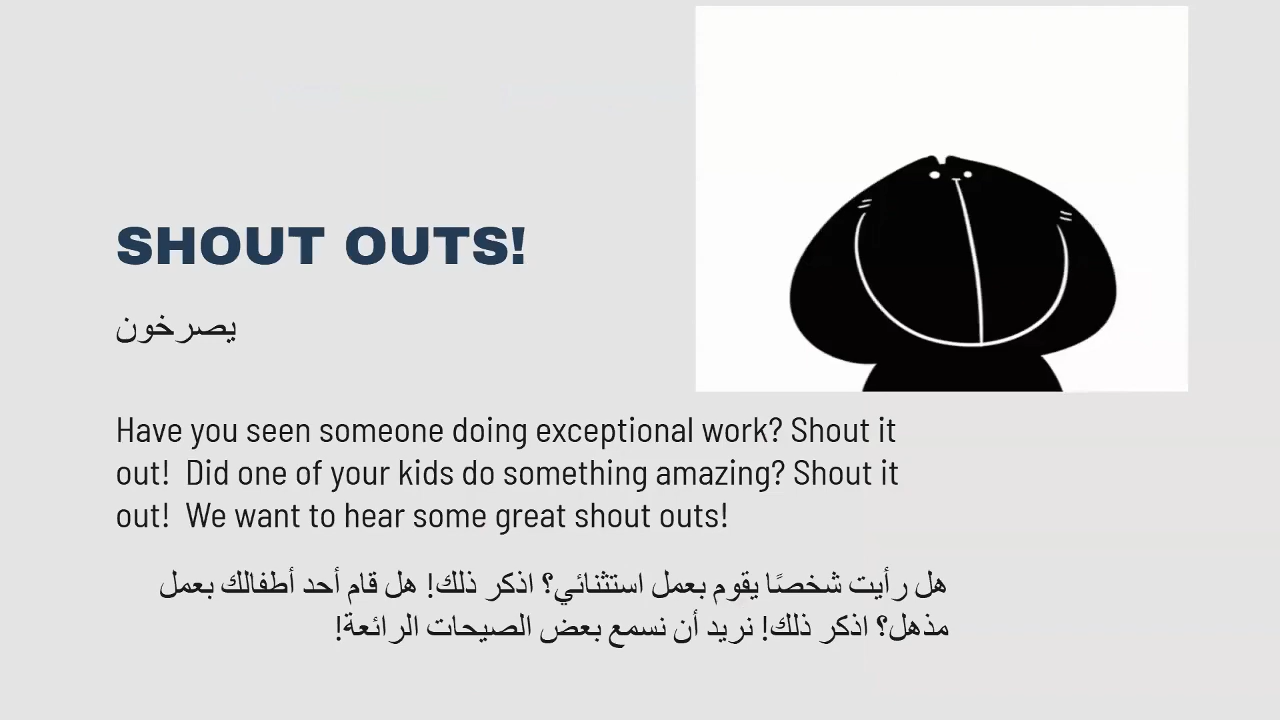 SHOUT OUTS!
يصرخون
Have you seen someone doing exceptional work? Shout it
out!  Did one of your kids do something amazing? Shout it
out!  We want to hear some great shout outs!
هل رأيت شخصًا يقوم بعمل استثنائي؟ اذكر ذلك! هل قام أحد أطفالك بعمل
مذهل؟ اذكر ذلك! نريد أن نسمع بعض الصيحات الرائعة!